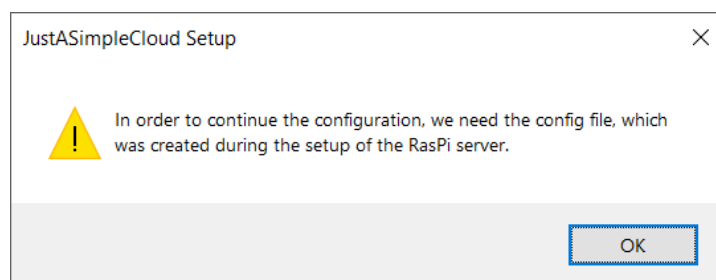 JustASimpleCloud Setup
In order to continue the configuration, we need the config file, which
was created during the setup of the RasPi server.
OK